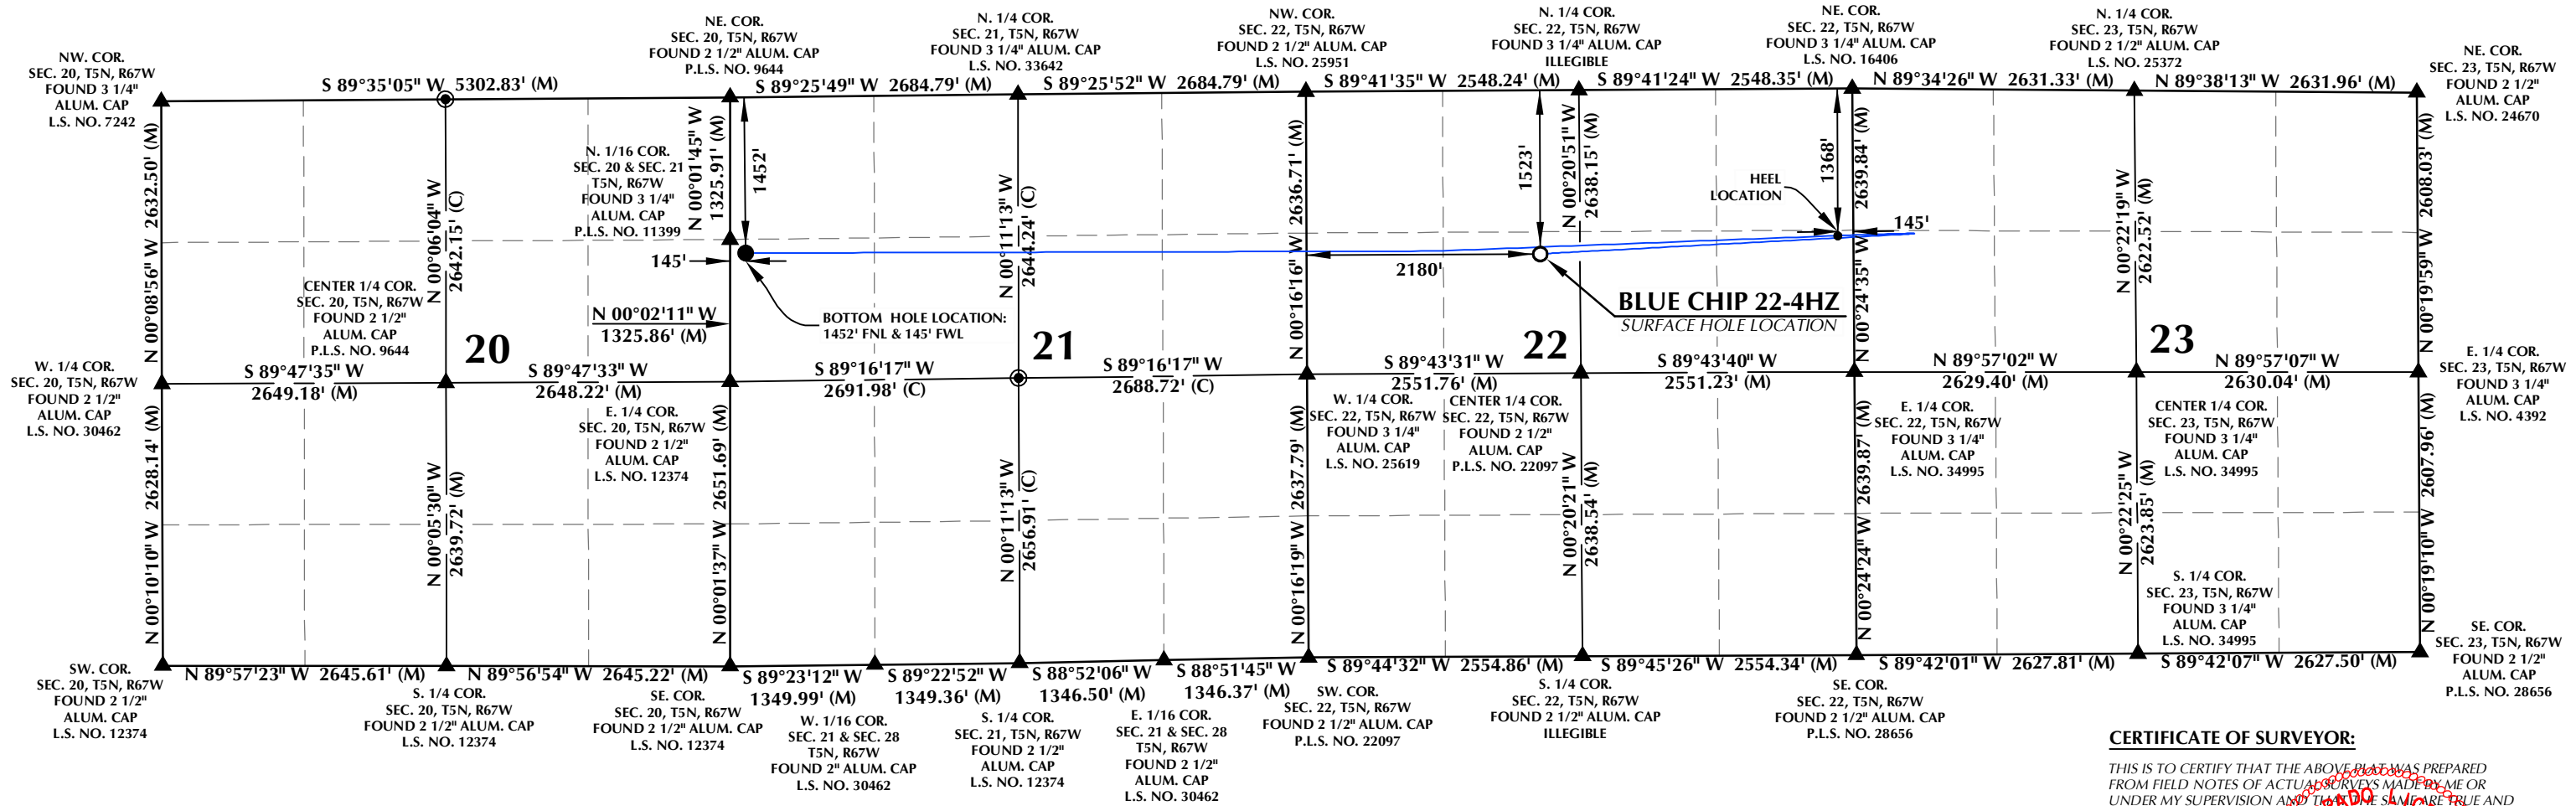 NW. COR.
SEC. 20, T5N, R67W
FOUND 3 1/4"
ALUM. CAP
L.S. NO. 7242
S 89°35'05" W 5302.83' (M)
NE. COR.
SEC. 20, T5N, R67W
FOUND 2 1/2" ALUM. CAP
P.L.S. NO. 9644
S 89°25'49" W 2684.79' (M)
N. 1/4 COR.
SEC. 21, T5N, R67W
FOUND 3 1/4" ALUM. CAP
L.S. NO. 33642
S 89°25'52" W 2684.79' (M)
NW. COR.
SEC. 22, T5N, R67W
FOUND 2 1/2" ALUM. CAP
L.S. NO. 25951
S 89°41'35" W 2548.24' (M)
N. 1/4 COR.
SEC. 22, T5N, R67W
FOUND 3 1/4" ALUM. CAP
ILLEGIBLE
S 89°41'24" W 2548.35' (M)
NE. COR.
SEC. 22, T5N, R67W
FOUND 3 1/4" ALUM. CAP
L.S. NO. 16406
N 89°34'26" W 2631.33' (M)
N. 1/4 COR.
SEC. 23, T5N, R67W
FOUND 2 1/2" ALUM. CAP
L.S. NO. 25372
N 89°38'13" W 2631.96' (M)
NE. COR.
SEC. 23, T5N, R67W
FOUND 2 1/2"
ALUM. CAP
L.S. NO. 24670
N 00°08'56" W 2632.50' (M)
N 00°06'04" W
2642.15' (C)
N. 1/16 COR.
SEC. 20 & SEC. 21
T5N, R67W
FOUND 3 1/4"
ALUM. CAP
P.L.S. NO. 11399
N 00°01'45" W
1325.91' (M)
1452'
145'
N 00°11'13" W
2644.24' (C)
N 00°16'16" W 2636.71' (M)
1523'
N 00°20'51" W
2638.15' (M)
HEEL
LOCATION
1368'
N 00°24'35" W 2639.84' (M)
145'
N 00°22'19" W
2622.52' (M)
N 00°19'59" W 2608.03' (M)
2180'
BLUE CHIP 22-4HZ
SURFACE HOLE LOCATION
BOTTOM HOLE LOCATION:
1452' FNL & 145' FWL
N 00°02'11" W
1325.86' (M)
CENTER 1/4 COR.
SEC. 20, T5N, R67W
FOUND 2 1/2"
ALUM. CAP
P.L.S. NO. 9644
20
21
22
23
W. 1/4 COR.
SEC. 20, T5N, R67W
FOUND 2 1/2"
ALUM. CAP
L.S. NO. 30462
S 89°47'35" W
2649.18' (M)
S 89°47'33" W
2648.22' (M)
S 89°16'17" W
2691.98' (C)
S 89°16'17" W
2688.72' (C)
S 89°43'31" W
2551.76' (M)
S 89°43'40" W
2551.23' (M)
N 89°57'02" W
2629.40' (M)
N 89°57'07" W
2630.04' (M)
E. 1/4 COR.
SEC. 23, T5N, R67W
FOUND 3 1/4"
ALUM. CAP
L.S. NO. 4392
E. 1/4 COR.
SEC. 20, T5N, R67W
FOUND 2 1/2"
ALUM. CAP
L.S. NO. 12374
W. 1/4 COR.
SEC. 22, T5N, R67W
FOUND 3 1/4"
ALUM. CAP
L.S. NO. 25619
CENTER 1/4 COR.
SEC. 22, T5N, R67W
FOUND 2 1/2"
ALUM. CAP
P.L.S. NO. 22097
E. 1/4 COR.
SEC. 22, T5N, R67W
FOUND 3 1/4"
ALUM. CAP
L.S. NO. 34995
CENTER 1/4 COR.
SEC. 23, T5N, R67W
FOUND 3 1/4"
ALUM. CAP
L.S. NO. 34995
N 00°10'10" W 2628.14' (M)
N 00°05'30" W
2639.72' (M)
N 00°01'37" W 2651.69' (M)
N 00°11'13" W
2656.91' (C)
N 00°16'19" W 2637.79' (M)
N 00°20'21" W
2638.54' (M)
N 00°24'24" W 2639.87' (M)
N 00°22'25" W
2623.85' (M)
N 00°19'10" W 2607.96' (M)
S. 1/4 COR.
SEC. 23, T5N, R67W
FOUND 3 1/4"
ALUM. CAP
L.S. NO. 34995
SW. COR.
SEC. 20, T5N, R67W
FOUND 2 1/2"
ALUM. CAP
L.S. NO. 12374
N 89°57'23" W 2645.61' (M)
S. 1/4 COR.
SEC. 20, T5N, R67W
FOUND 2 1/2" ALUM. CAP
L.S. NO. 12374
N 89°56'54" W 2645.22' (M)
SE. COR.
SEC. 20, T5N, R67W
FOUND 2 1/2" ALUM. CAP
L.S. NO. 12374
S 89°23'12" W
1349.99' (M)
W. 1/16 COR.
SEC. 21 & SEC. 28
T5N, R67W
FOUND 2" ALUM. CAP
L.S. NO. 30462
S 89°22'52" W
1349.36' (M)
S. 1/4 COR.
SEC. 21, T5N, R67W
FOUND 2 1/2"
ALUM. CAP
L.S. NO. 12374
S 88°52'06" W
1346.50' (M)
E. 1/16 COR.
SEC. 21 & SEC. 28
T5N, R67W
FOUND 2 1/2"
ALUM. CAP
L.S. NO. 30462
S 88°51'45" W
1346.37' (M)
SW. COR.
SEC. 22, T5N, R67W
FOUND 2 1/2" ALUM. CAP
P.L.S. NO. 22097
S 89°44'32" W 2554.86' (M)
S. 1/4 COR.
SEC. 22, T5N, R67W
FOUND 2 1/2" ALUM. CAP
ILLEGIBLE
S 89°45'26" W 2554.34' (M)
SE. COR.
SEC. 22, T5N, R67W
FOUND 2 1/2" ALUM. CAP
P.L.S. NO. 28656
S 89°42'01" W 2627.81' (M)
S 89°42'07" W 2627.50' (M)
SE. COR.
SEC. 23, T5N, R67W
FOUND 2 1/2"
ALUM. CAP
P.L.S. NO. 28656
CERTIFICATE OF SURVEYOR:
THIS IS TO CERTIFY THAT THE ABOVE PLAT WAS PREPARED
FROM FIELD NOTES OF ACTUAL SURVEYS MADE BY ME OR
UNDER MY SUPERVISION AND THAT THE SAME ARE TRUE AND